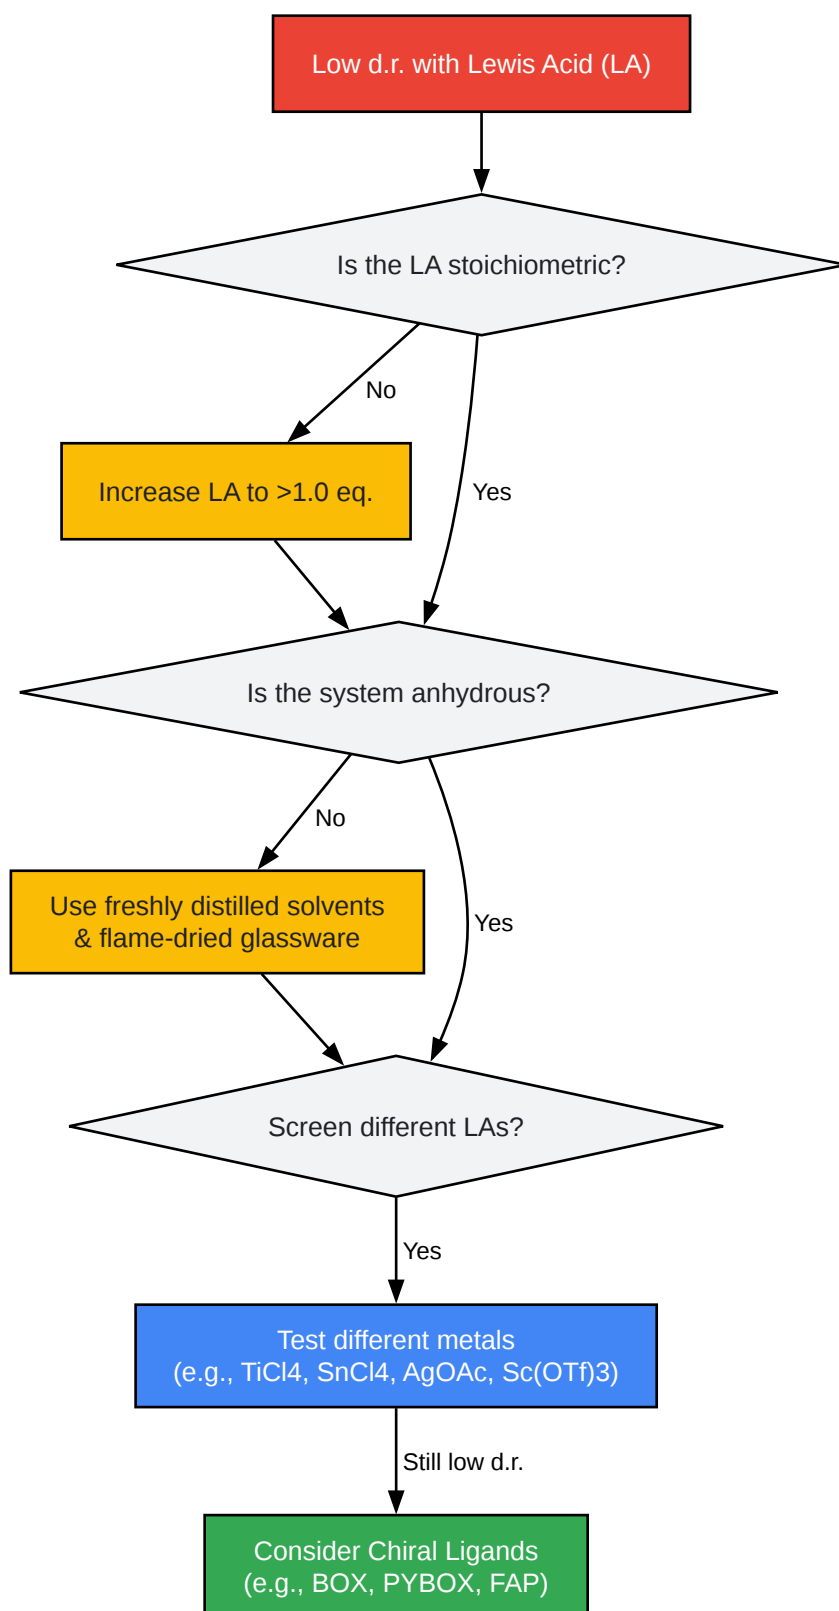 Low d.r. with Lewis Acid (LA)
Is the LA stoichiometric?
No
Increase LA to >1.0 eq.
Yes
Is the system anhydrous?
No
Use freshly distilled solvents
& flame-dried glassware
Yes
Screen different LAs?
Yes
Test different metals
(e.g., TiCl4, SnCl4, AgOAc, Sc(OTf)3)
Still low d.r.
Consider Chiral Ligands
(e.g., BOX, PYBOX, FAP)